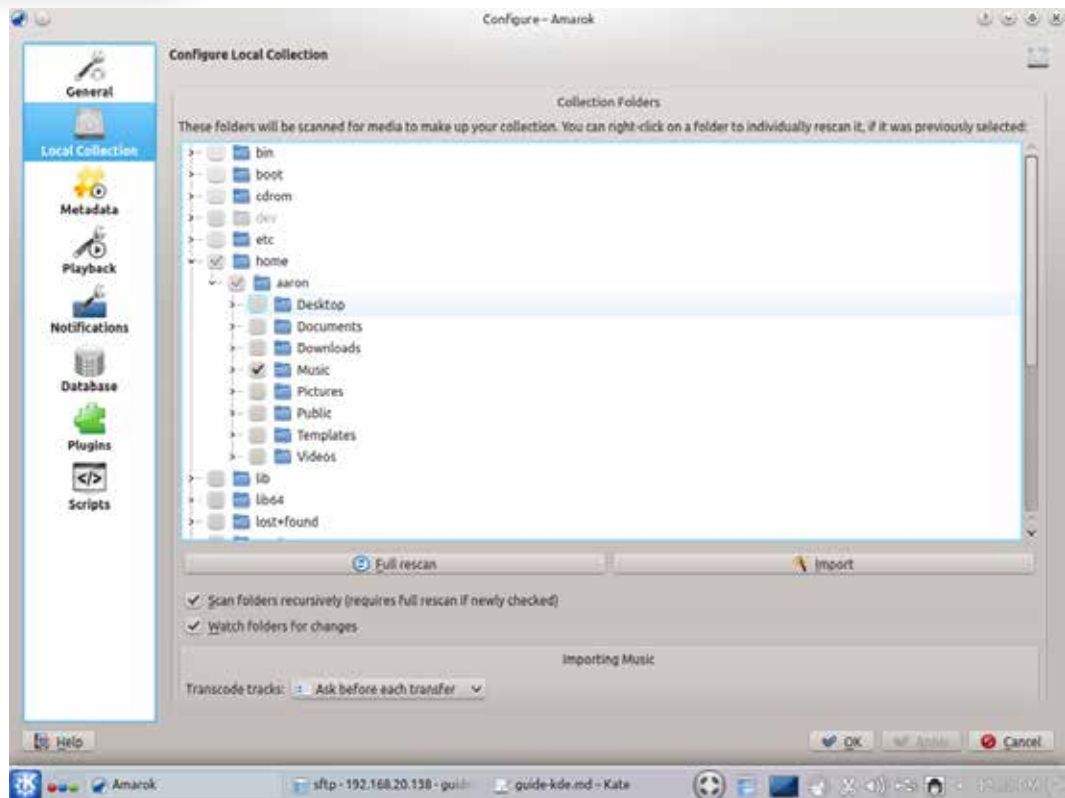 Configure – Amarok
General
Local Collection
Metadata
Playback
Notifications
Database
Plugins
Scripts
Configure Local Collection
Collection Folders
These folders will be scanned for media to make up your collection. You can right-click on a folder to individually rescan it, if it was previously selected:
bin
boot
cdrom
dev
etc
home
aaron
Desktop
Documents
Downloads
Music
Pictures
Public
Templates
Videos
lib
lib64
lost+found
Full rescan
Import
Scan folders recursively (requires full rescan if newly checked)
Watch folders for changes
Importing Music
Transcode tracks: Ask before each transfer
Help
OK
Apply
Cancel
Amarok
sftp - 192.168.20.138 - guide
guide-kde.md – Kate